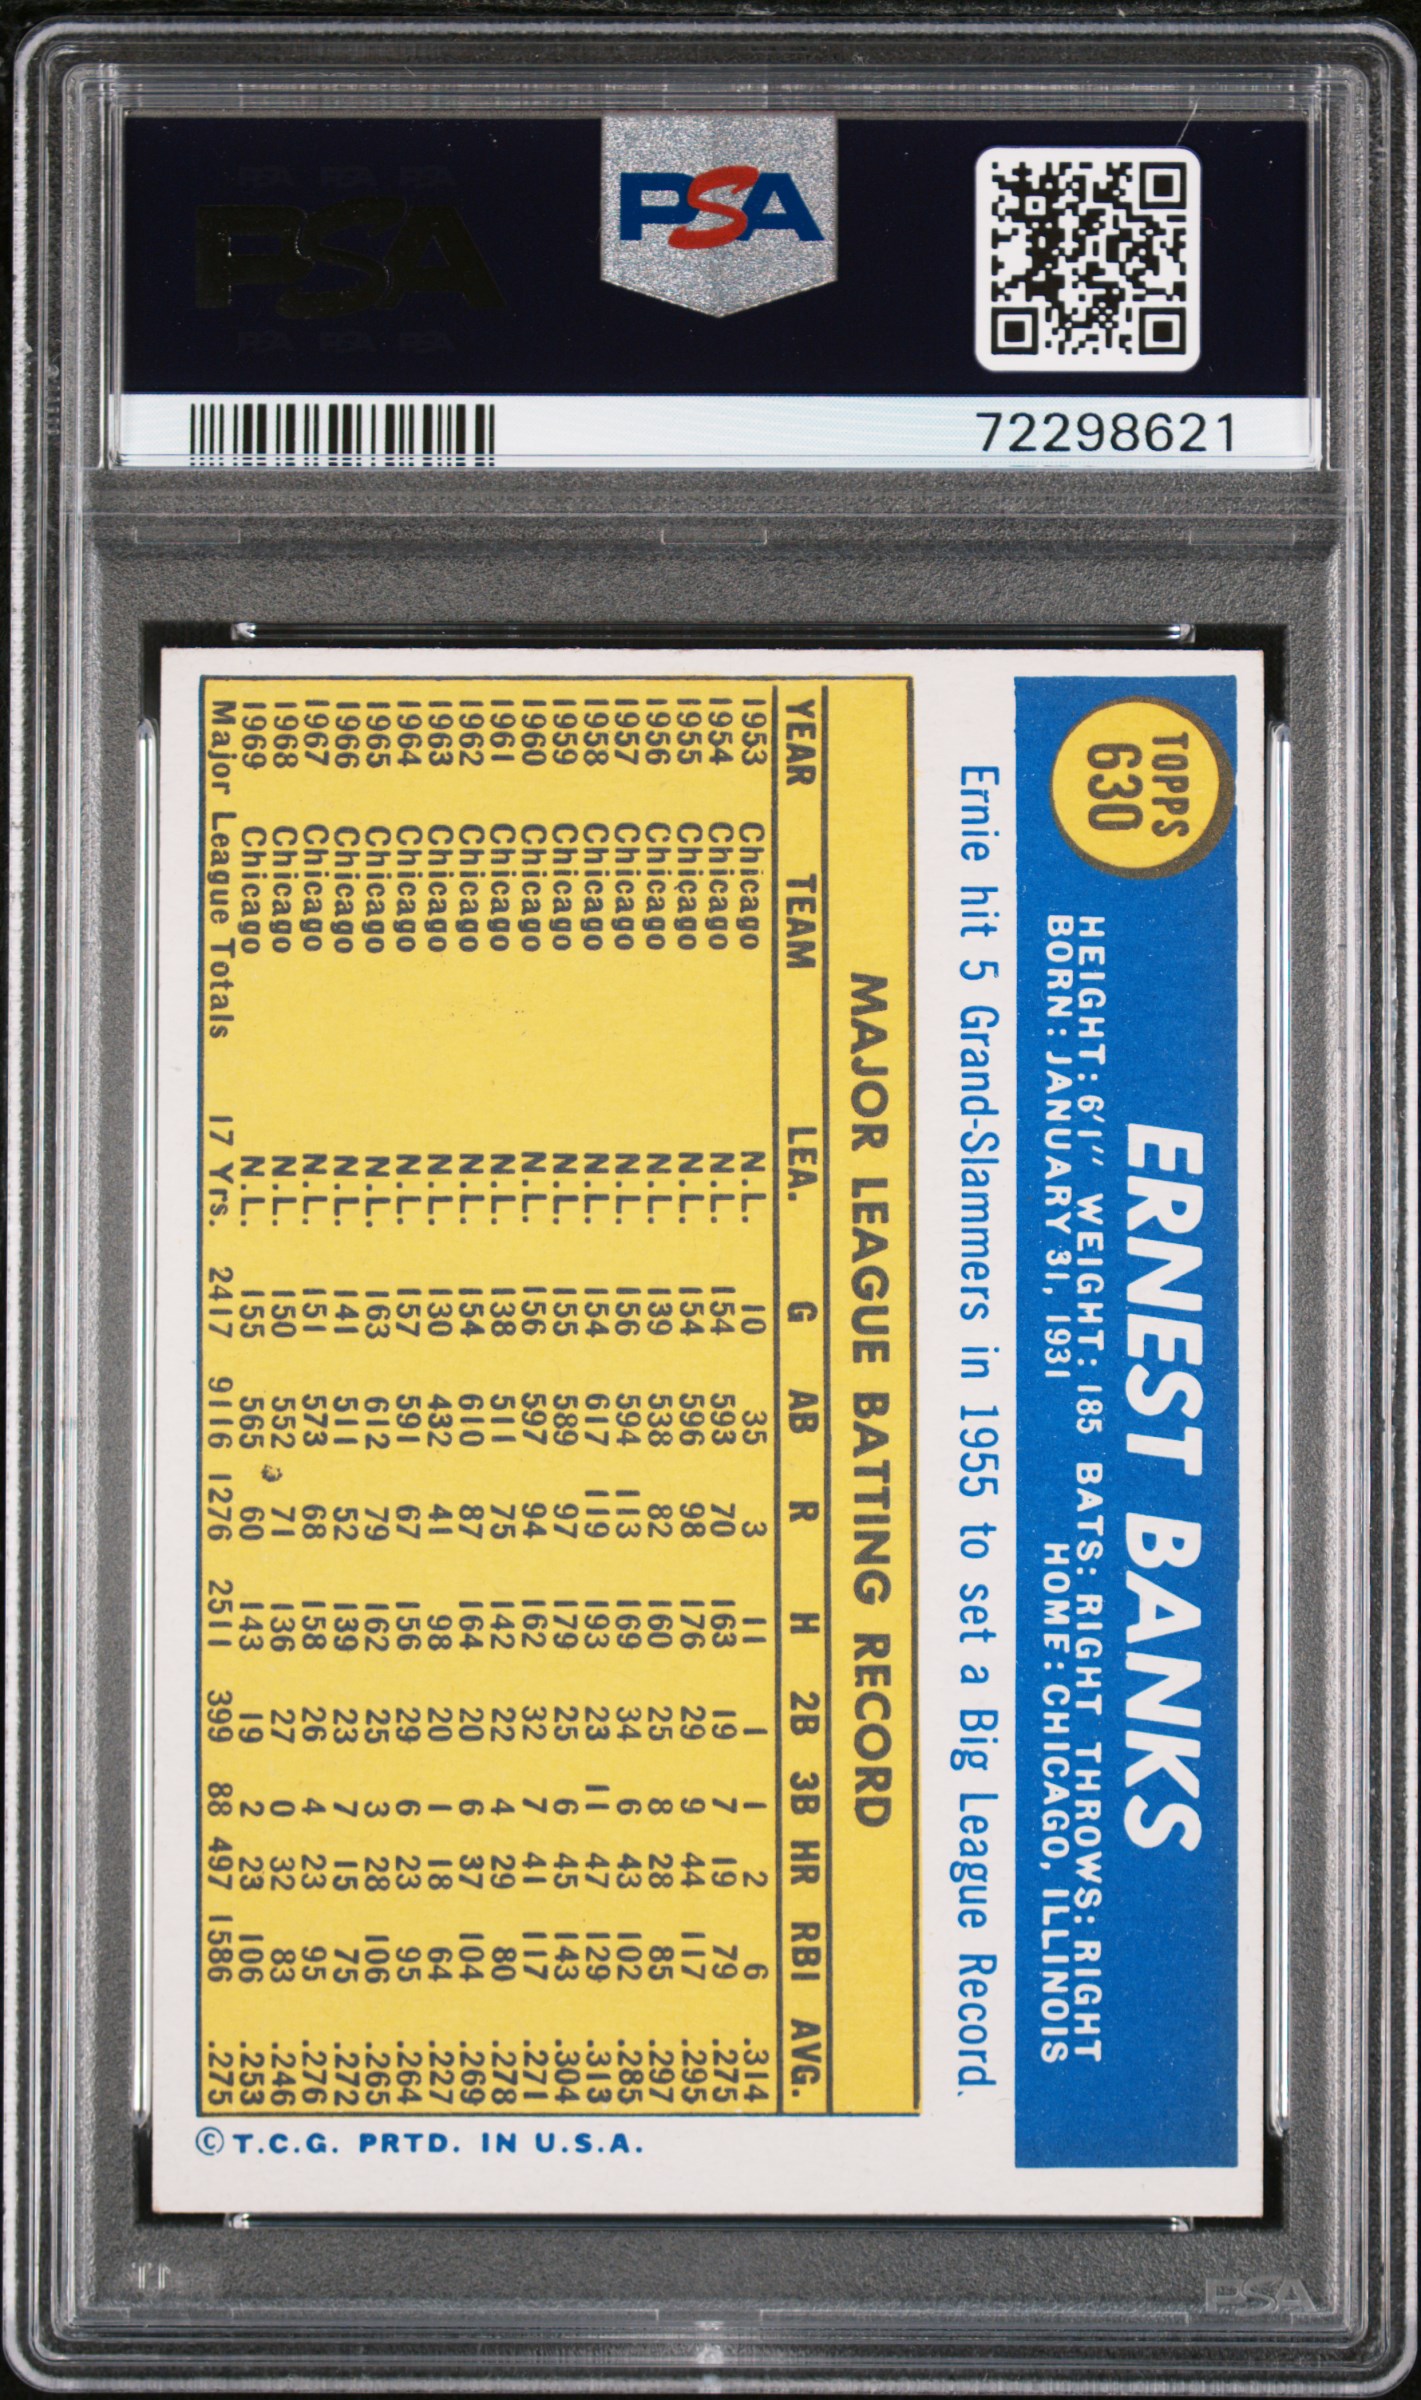 PSA PSA PSA
PSA
PSA PSA PSA
PSA
72298621
TOPPS
630
ERNEST BANKS
HEIGHT: 6'1" WEIGHT: 185 BATS: RIGHT THROWS: RIGHT
BORN: JANUARY 31, 1931 HOME: CHICAGO, ILLINOIS
Ernie hit 5 Grand-Slammers in 1955 to set a Big League Record.
MAJOR LEAGUE BATTING RECORD
YEAR TEAM LEA. G AB R H 2B 3B HR RBI AVG.
1953 Chicago N.L. 10 35 3 11 1 1 2 6 .314
1954 Chicago N.L. 154 593 70 163 19 7 19 79 .275
1955 Chicago N.L. 154 596 98 176 29 9 44 117 .295
1956 Chicago N.L. 139 538 82 160 25 8 28 85 .297
1957 Chicago N.L. 156 594 113 169 34 6 43 102 .285
1958 Chicago N.L. 154 617 119 193 23 11 47 129 .313
1959 Chicago N.L. 155 589 97 179 25 6 45 143 .304
1960 Chicago N.L. 156 597 94 162 32 7 41 117 .271
1961 Chicago N.L. 138 511 75 142 22 4 29 80 .278
1962 Chicago N.L. 154 610 87 164 20 6 37 104 .269
1963 Chicago N.L. 130 432 41 98 20 1 18 64 .227
1964 Chicago N.L. 157 591 67 156 29 6 23 95 .264
1965 Chicago N.L. 163 612 79 162 25 3 28 106 .265
1966 Chicago N.L. 141 511 52 139 23 7 15 75 .272
1967 Chicago N.L. 151 573 68 158 26 4 23 95 .276
1968 Chicago N.L. 150 552 71 136 27 0 32 83 .246
1969 Chicago N.L. 155 565 60 143 19 2 23 106 .253
Major League Totals 17 Yrs. 2417 9116 1276 2511 399 88 497 1586 .275
© T.C.G. PRTD. IN U.S.A.
PSA